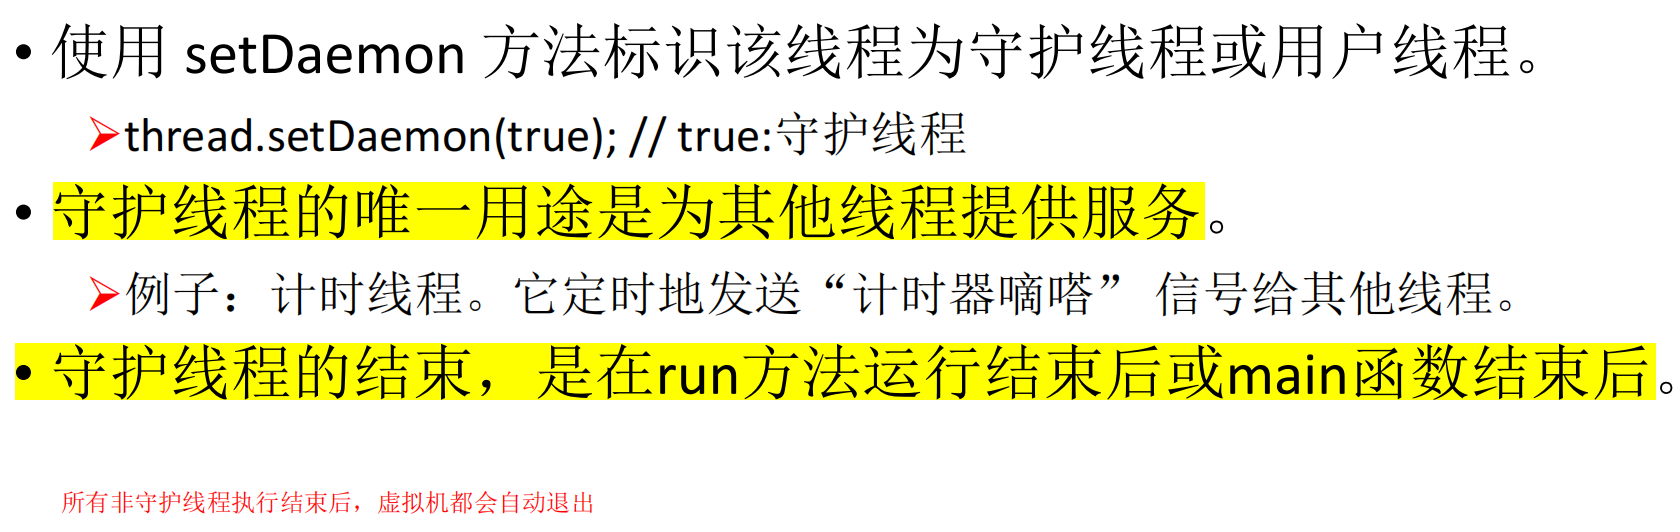 • 使用 setDaemon 方法标识该线程为守护线程或用户线程。
➢thread.setDaemon(true); // true:守护线程
• 守护线程的唯一用途是为其他线程提供服务。
➢例子：计时线程。它定时地发送“计时器嘀嗒” 信号给其他线程。
• 守护线程的结束，是在run方法运行结束后或main函数结束后。
所有非守护线程执行结束后，虚拟机都会自动退出